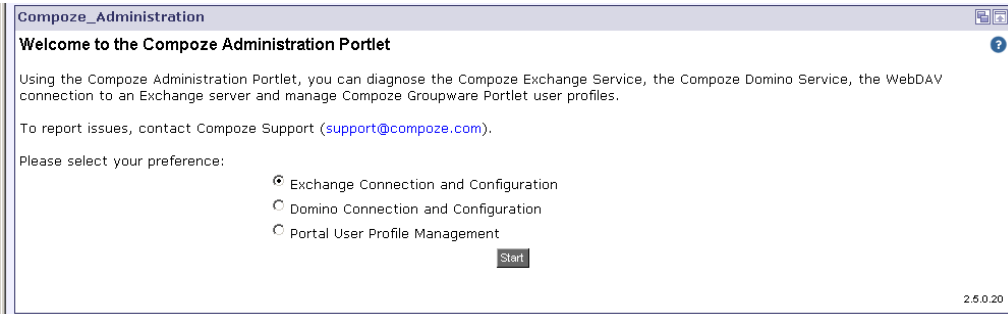 Compoze_Administration
Welcome to the Compoze Administration Portlet
Using the Compoze Administration Portlet, you can diagnose the Compoze Exchange Service, the Compoze Domino Service, the WebDAV
connection to an Exchange server and manage Compoze Groupware Portlet user profiles.
To report issues, contact Compoze Support (support@compoze.com).
Please select your preference:
Exchange Connection and Configuration
Domino Connection and Configuration
Portal User Profile Management
Start
2.5.0.20